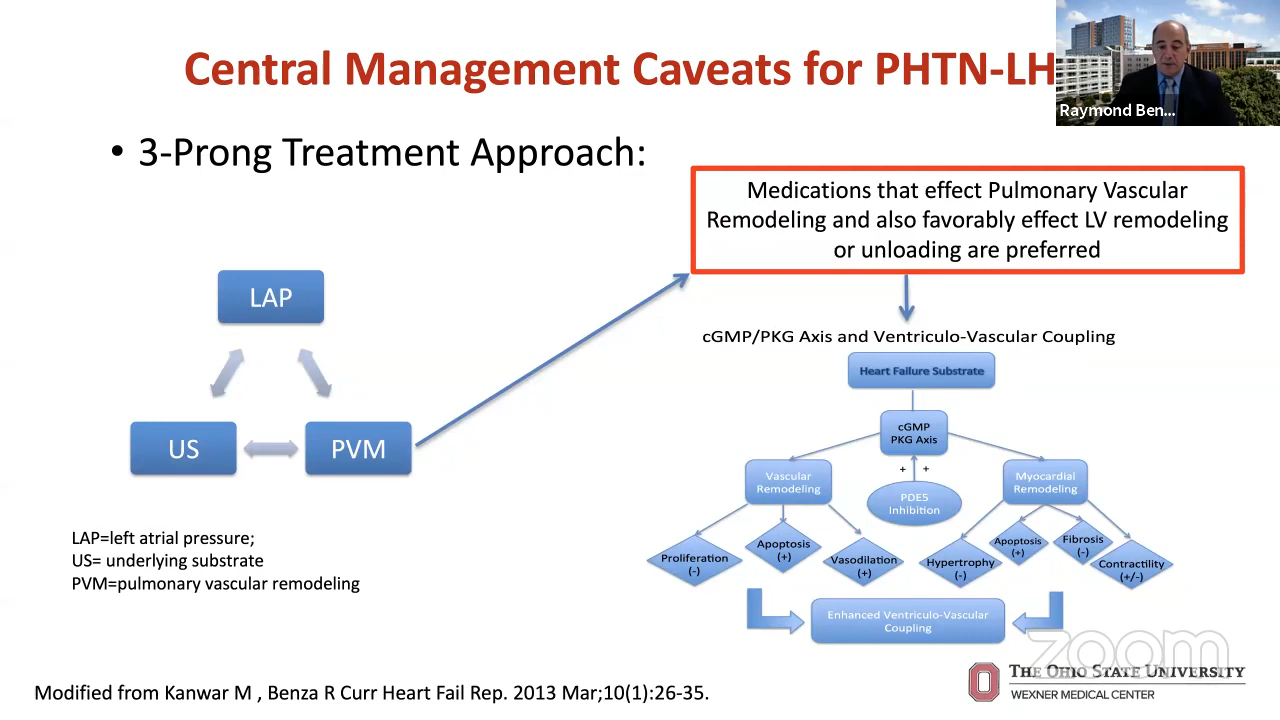 Central Management Caveats for PHTN-LH
Raymond Ben...
• 3-Prong Treatment Approach:
Medications that effect Pulmonary Vascular
Remodeling and also favorably effect LV remodeling
or unloading are preferred
LAP
US
PVM
LAP=left atrial pressure;
US= underlying substrate
PVM=pulmonary vascular remodeling
cGMP/PKG Axis and Ventriculo-Vascular Coupling
Heart Failure Substrate
cGMP
PKG Axis
+ +
Vascular
Remodeling
PDE5
Inhibition
Myocardial
Remodeling
Proliferation
(-)
Apoptosis
(+)
Vasodilation
(+)
Hypertrophy
(-)
Apoptosis
(+)
Fibrosis
(-)
Contractility
(+/-)
Enhanced Ventriculo-Vascular
Coupling
zoom
THE OHIO STATE UNIVERSITY
WEXNER MEDICAL CENTER
Modified from Kanwar M , Benza R Curr Heart Fail Rep. 2013 Mar;10(1):26-35.